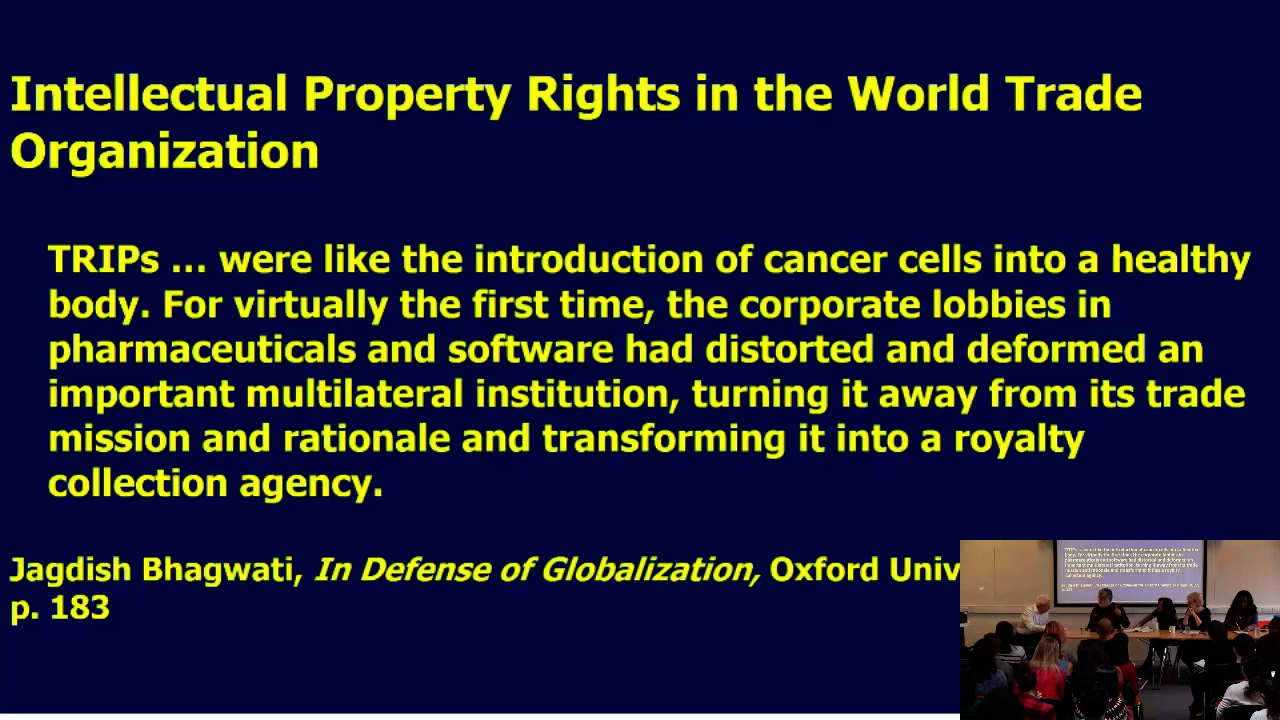 Intellectual Property Rights in the World Trade
Organization
TRIPs … were like the introduction of cancer cells into a healthy
body. For virtually the first time, the corporate lobbies in
pharmaceuticals and software had distorted and deformed an
important multilateral institution, turning it away from its trade
mission and rationale and transforming it into a royalty
collection agency.
Jagdish Bhagwati, In Defense of Globalization, Oxford Univ
p. 183